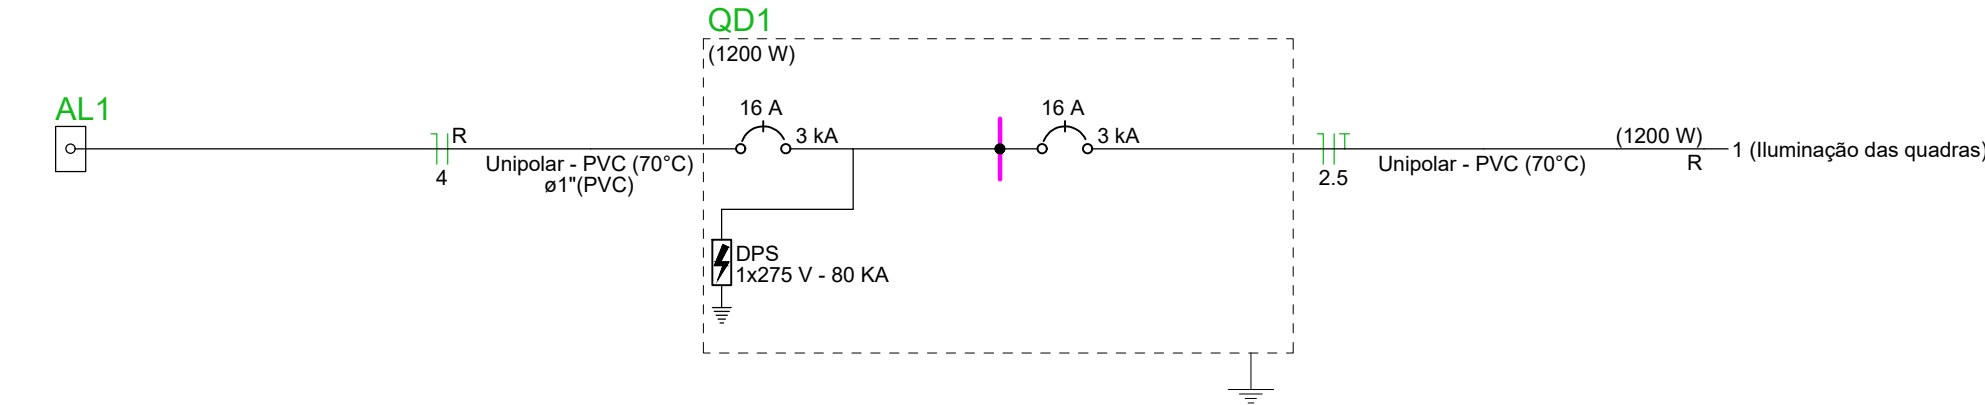 QD1
(1200 W)
AL1
16 A
3 kA
16 A
3 kA
R
4
Unipolar - PVC (70°C)
ø1"(PVC)
DPS
1x275 V - 80 KA
2.5
Unipolar - PVC (70°C)
(1200 W)
R
1 (Iluminação das quadras)